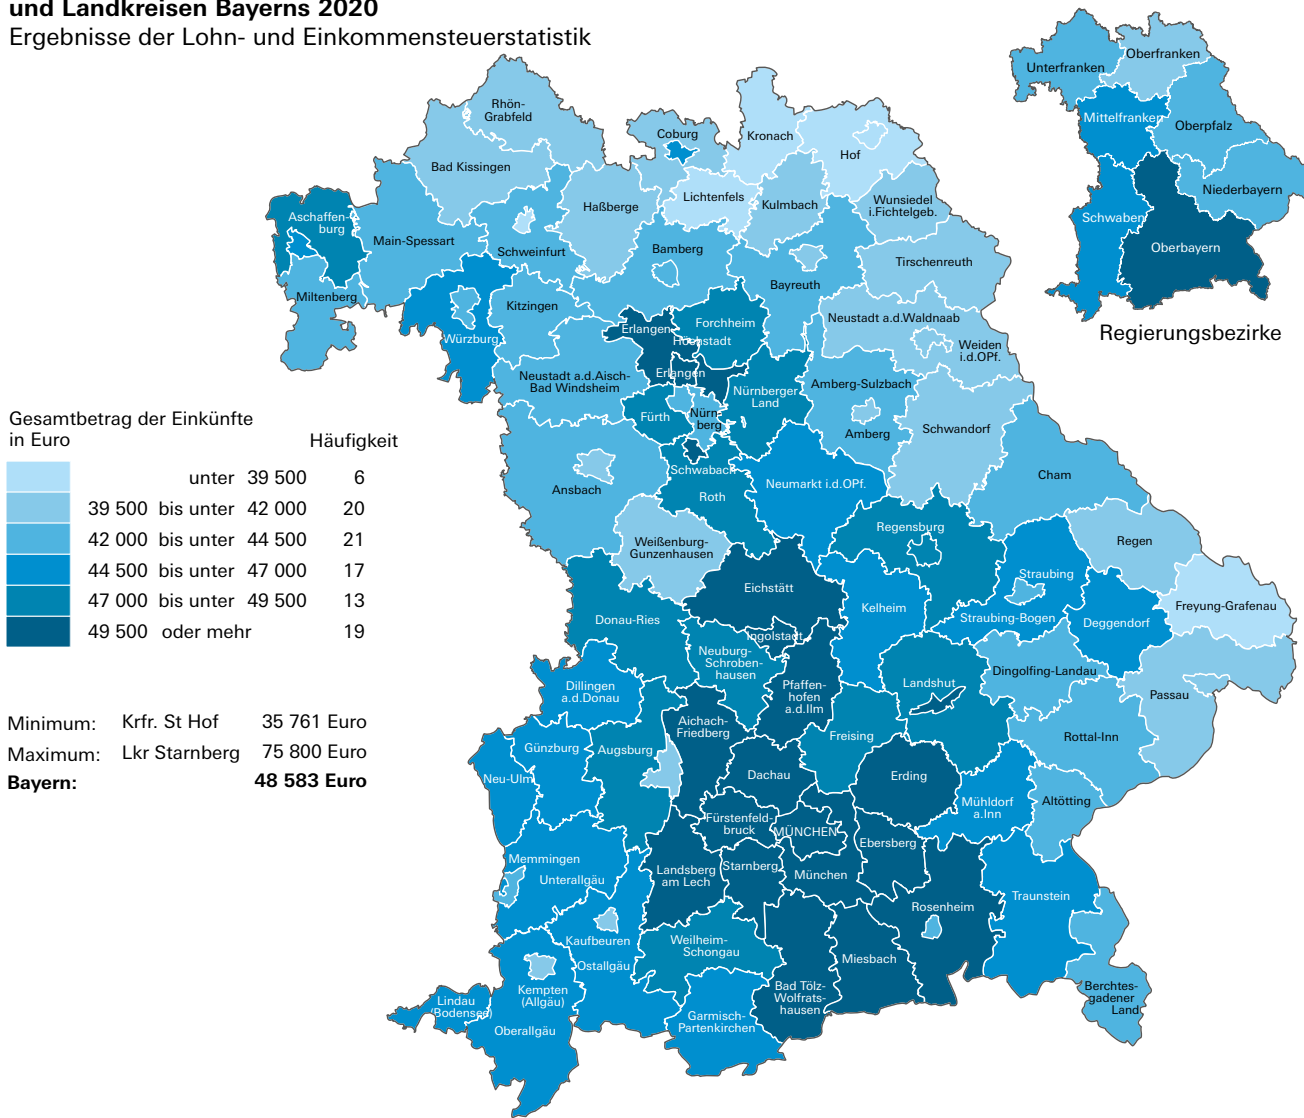 und Landkreisen Bayerns 2020
Ergebnisse der Lohn- und Einkommensteuerstatistik
Unterfranken
Oberfranken
Mittelfranken
Oberpfalz
Niederbayern
Schwaben
Oberbayern
Regierungsbezirke
Rhön-
Grabfeld
Coburg
Kronach
Hof
Bad Kissingen
Lichtenfels
Kulmbach
Wunsiedel
i.Fichtelgeb.
Haßberge
Aschaffen-
burg
Main-Spessart
Schweinfurt
Bamberg
Tirschenreuth
Bayreuth
Miltenberg
Kitzingen
Würzburg
Erlangen
Höchstadt
Forchheim
Neustadt a.d.Waldnaab
Weiden
i.d.OPf.
Erlangen
Neustadt a.d.Aisch-
Bad Windsheim
Nürnberger
Land
Amberg-Sulzbach
Fürth
Nürn-
berg
Amberg
Schwandorf
Schwabach
Roth
Neumarkt i.d.OPf.
Cham
Ansbach
Weißenburg-
Gunzenhausen
Regensburg
Regen
Eichstätt
Straubing
Freyung-Grafenau
Kelheim
Straubing-Bogen
Deggendorf
Donau-Ries
Ingolstadt
Neuburg-
Schroben-
hausen
Dingolfing-Landau
Pfaffen-
hofen
a.d.Ilm
Landshut
Passau
Dillingen
a.d.Donau
Aichach-
Friedberg
Freising
Rottal-Inn
Günzburg
Augsburg
Neu-Ulm
Dachau
Erding
Mühldorf
a.Inn
Altötting
Fürstenfeld-
bruck
MÜNCHEN
Ebersberg
Memmingen
Unterallgäu
Landsberg
am Lech
Starnberg
München
Traunstein
Rosenheim
Kaufbeuren
Weilheim-
Schongau
Miesbach
Ostallgäu
Kempten
(Allgäu)
Bad Tölz-
Wolfrats-
hausen
Berchtes-
gadener
Land
Lindau
(Bodensee)
Oberallgäu
Garmisch-
Partenkirchen
Gesamtbetrag der Einkünfte
in Euro Häufigkeit
unter 39 500 6
39 500 bis unter 42 000 20
42 000 bis unter 44 500 21
44 500 bis unter 47 000 17
47 000 bis unter 49 500 13
49 500 oder mehr 19
Minimum: Krfr. St Hof 35 761 Euro
Maximum: Lkr Starnberg 75 800 Euro
Bayern: 48 583 Euro